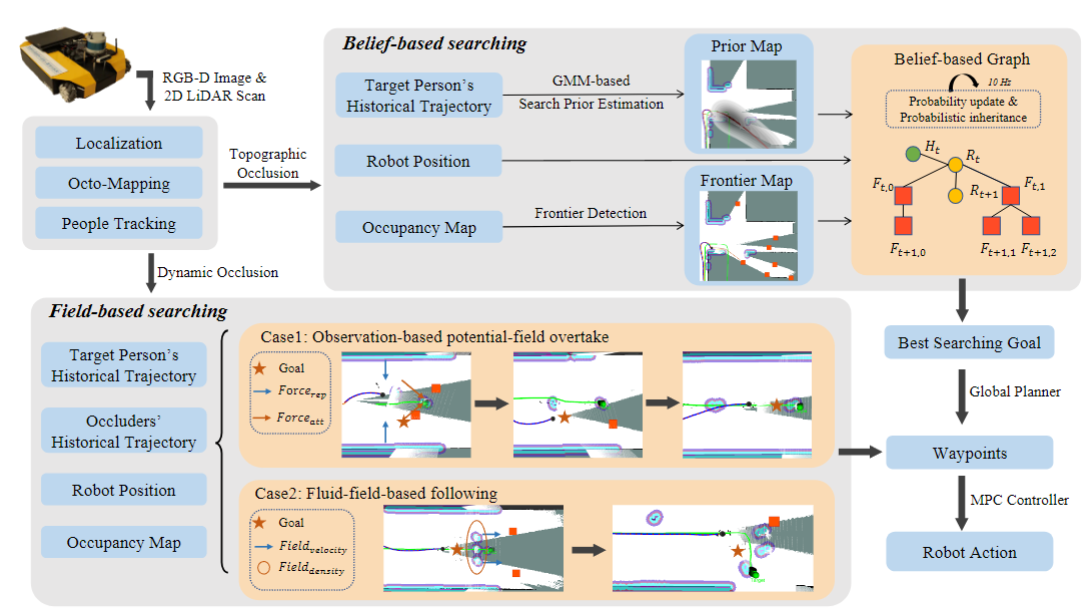 RGB-D Image &
2D LiDAR Scan
Localization
Octo-Mapping
People Tracking
Topographic
Occlusion
Dynamic Occlusion
Belief-based searching
Target Person's
Historical Trajectory
GMM-based
Search Prior Estimation
Prior Map
Robot Position
Occupancy Map
Frontier Detection
Frontier Map
Belief-based Graph
10 Hz
Probability update &
Probabilistic inheritance
H_t
R_t
F_{t,0}
R_{t+1}
F_{t,1}
F_{t+1,0}
F_{t+1,1}
F_{t+1,2}
Field-based searching
Target Person's
Historical Trajectory
Occluders'
Historical Trajectory
Robot Position
Occupancy Map
Case1: Observation-based potential-field overtake
Goal
Force_{rep}
Force_{att}
Case2: Fluid-field-based following
Goal
Field_{velocity}
Field_{density}
Best Searching Goal
Global Planner
Waypoints
MPC Controller
Robot Action